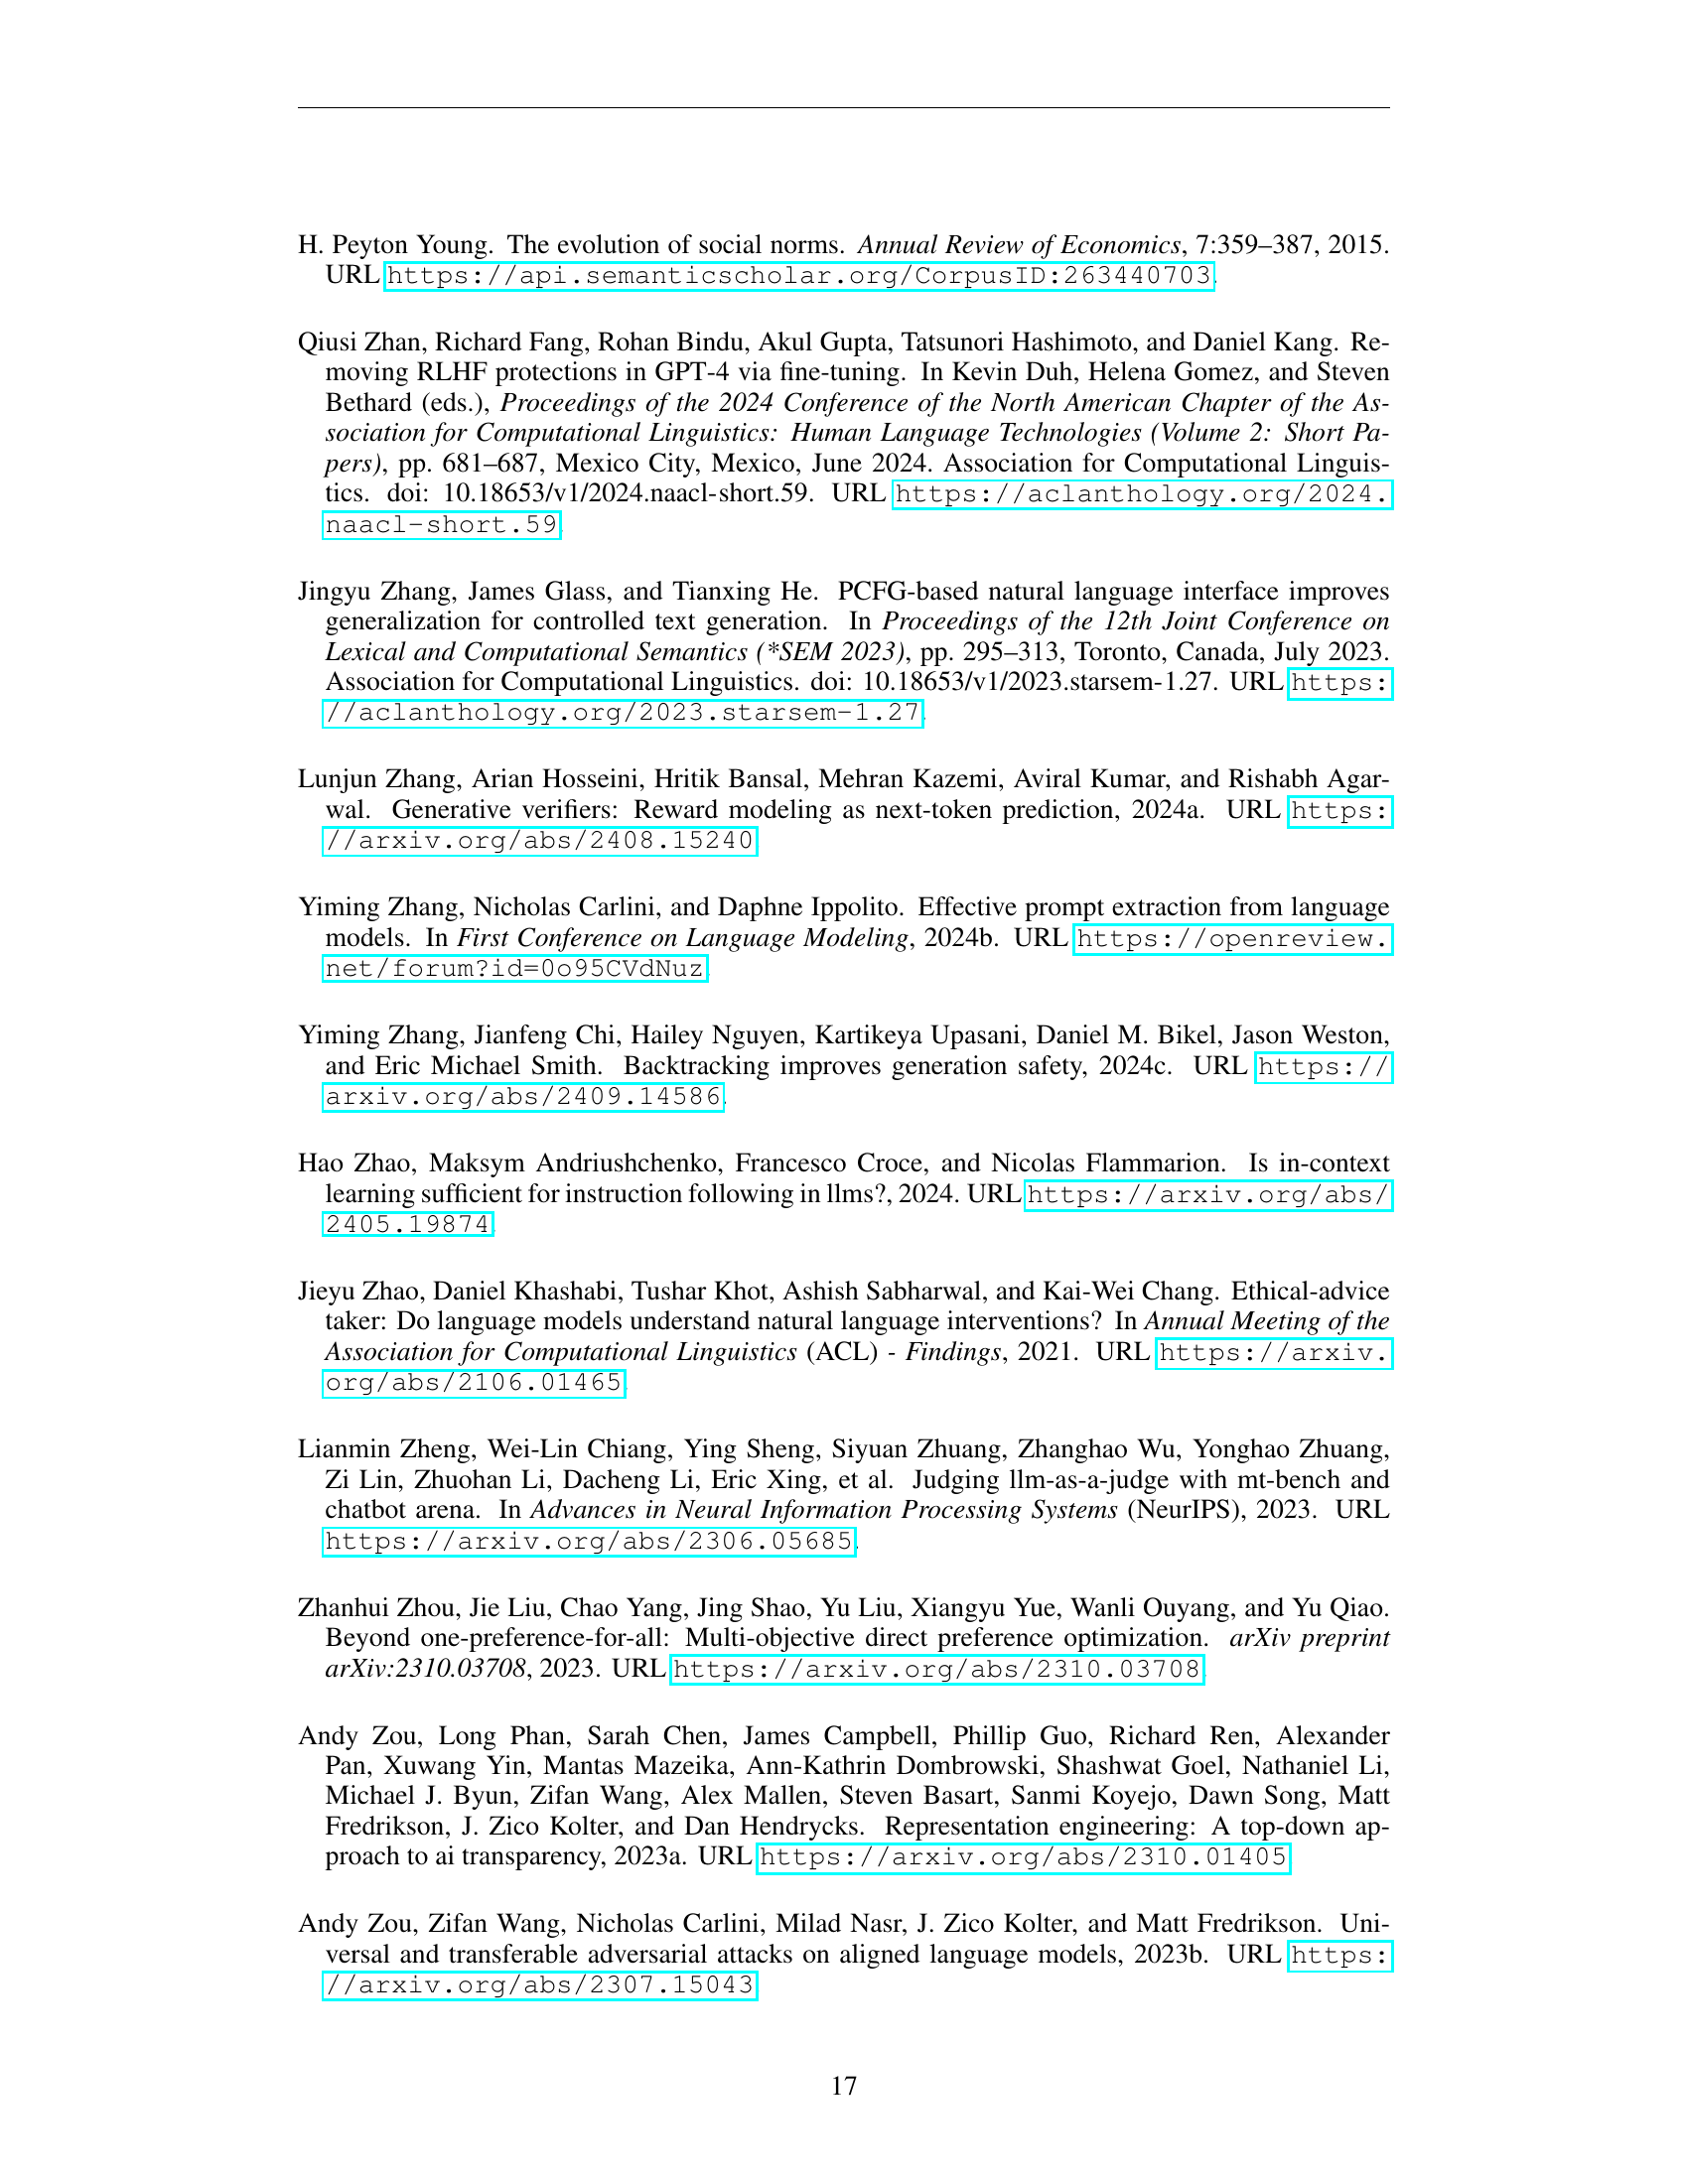 H. Peyton Young. The evolution of social norms. Annual Review of Economics, 7:359–387, 2015.
URL https://api.semanticscholar.org/CorpusID:263440703.
Qiusi Zhan, Richard Fang, Rohan Bindu, Akul Gupta, Tatsunori Hashimoto, and Daniel Kang. Re-
moving RLHF protections in GPT-4 via fine-tuning. In Kevin Duh, Helena Gomez, and Steven
Bethard (eds.), Proceedings of the 2024 Conference of the North American Chapter of the As-
sociation for Computational Linguistics: Human Language Technologies (Volume 2: Short Pa-
pers), pp. 681–687, Mexico City, Mexico, June 2024. Association for Computational Linguis-
tics. doi: 10.18653/v1/2024.naacl-short.59. URL https://aclanthology.org/2024.
naacl-short.59.
Jingyu Zhang, James Glass, and Tianxing He. PCFG-based natural language interface improves
generalization for controlled text generation. In Proceedings of the 12th Joint Conference on
Lexical and Computational Semantics (*SEM 2023), pp. 295–313, Toronto, Canada, July 2023.
Association for Computational Linguistics. doi: 10.18653/v1/2023.starsem-1.27. URL https:
//aclanthology.org/2023.starsem-1.27.
Lunjun Zhang, Arian Hosseini, Hritik Bansal, Mehran Kazemi, Aviral Kumar, and Rishabh Agar-
wal. Generative verifiers: Reward modeling as next-token prediction, 2024a. URL https:
//arxiv.org/abs/2408.15240.
Yiming Zhang, Nicholas Carlini, and Daphne Ippolito. Effective prompt extraction from language
models. In First Conference on Language Modeling, 2024b. URL https://openreview.
net/forum?id=0o95CVdNuz.
Yiming Zhang, Jianfeng Chi, Hailey Nguyen, Kartikeya Upasani, Daniel M. Bikel, Jason Weston,
and Eric Michael Smith. Backtracking improves generation safety, 2024c. URL https://
arxiv.org/abs/2409.14586.
Hao Zhao, Maksym Andriushchenko, Francesco Croce, and Nicolas Flammarion. Is in-context
learning sufficient for instruction following in llms?, 2024. URL https://arxiv.org/abs/
2405.19874.
Jieyu Zhao, Daniel Khashabi, Tushar Khot, Ashish Sabharwal, and Kai-Wei Chang. Ethical-advice
taker: Do language models understand natural language interventions? In Annual Meeting of the
Association for Computational Linguistics (ACL) - Findings, 2021. URL https://arxiv.
org/abs/2106.01465.
Lianmin Zheng, Wei-Lin Chiang, Ying Sheng, Siyuan Zhuang, Zhanghao Wu, Yonghao Zhuang,
Zi Lin, Zhuohan Li, Dacheng Li, Eric Xing, et al. Judging llm-as-a-judge with mt-bench and
chatbot arena. In Advances in Neural Information Processing Systems (NeurIPS), 2023. URL
https://arxiv.org/abs/2306.05685.
Zhanhui Zhou, Jie Liu, Chao Yang, Jing Shao, Yu Liu, Xiangyu Yue, Wanli Ouyang, and Yu Qiao.
Beyond one-preference-for-all: Multi-objective direct preference optimization. arXiv preprint
arXiv:2310.03708, 2023. URL https://arxiv.org/abs/2310.03708.
Andy Zou, Long Phan, Sarah Chen, James Campbell, Phillip Guo, Richard Ren, Alexander
Pan, Xuwang Yin, Mantas Mazeika, Ann-Kathrin Dombrowski, Shashwat Goel, Nathaniel Li,
Michael J. Byun, Zifan Wang, Alex Mallen, Steven Basart, Sanmi Koyejo, Dawn Song, Matt
Fredrikson, J. Zico Kolter, and Dan Hendrycks. Representation engineering: A top-down ap-
proach to ai transparency, 2023a. URL https://arxiv.org/abs/2310.01405.
Andy Zou, Zifan Wang, Nicholas Carlini, Milad Nasr, J. Zico Kolter, and Matt Fredrikson. Uni-
versal and transferable adversarial attacks on aligned language models, 2023b. URL https:
//arxiv.org/abs/2307.15043.
17